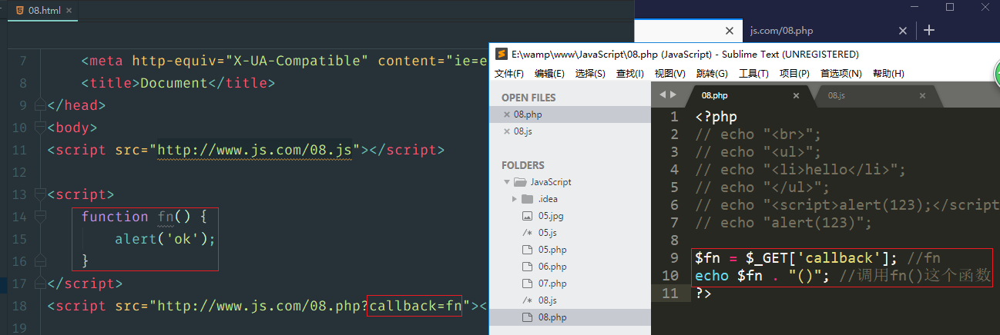 08.html
7 <meta http-equiv="X-UA-Compatible" content="ie=e
8 <title>Document</title>
9 </head>
10 <body>
11 <script src="http://www.js.com/08.js"></script>
12
13 <script>
14 function fn() {
15 alert('ok');
16 }
17 </script>
18 <script src="http://www.js.com/08.php?callback=fn"><
19
js.com/08.php
E:\wamp\www\JavaScript\08.php (JavaScript) - Sublime Text (UNREGISTERED)
文件(F) 编辑(E) 选择(S) 查找(I) 视图(V) 跳转(G) 工具(T) 项目(P) 首选项(N) 帮助(H)
OPEN FILES
08.php
08.js
FOLDERS
JavaScript
.idea
05.jpg
05.js
05.php
06.php
07.php
08.js
08.php
08.php 08.js
1 <?php
2 // echo "<br>";
3 // echo "<ul>";
4 // echo "<li>hello</li>";
5 // echo "</ul>";
6 // echo "<script>alert(123);</script
7 // echo "alert(123)";
8
9 $fn = $_GET['callback']; //fn
10 echo $fn . "()"; //调用fn()这个函数
11 ?>